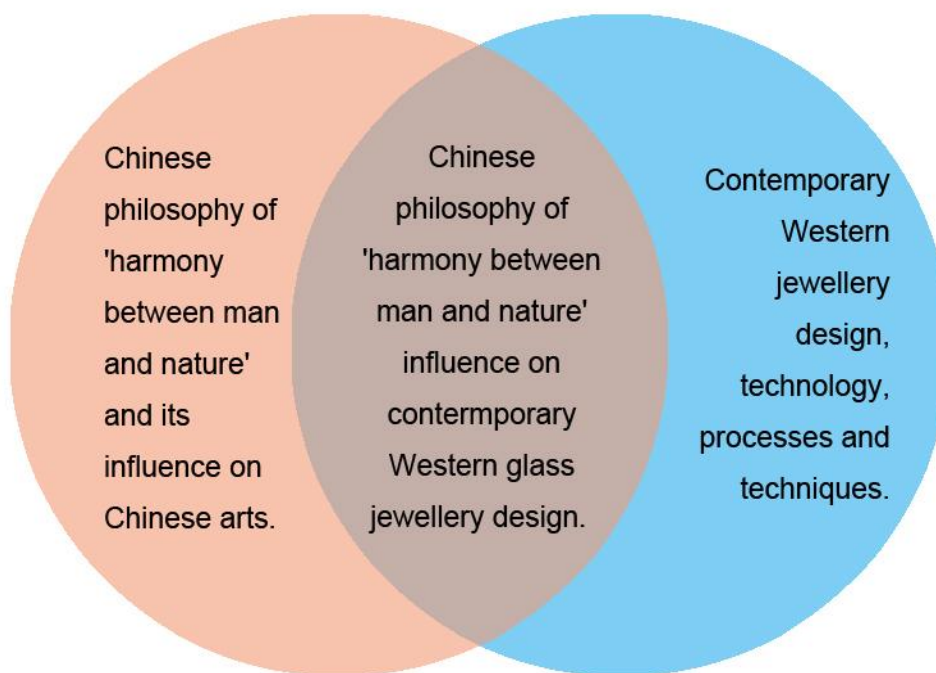 Chinese
philosophy of
'harmony
between man
and nature'
and its
influence on
Chinese arts.
Chinese
philosophy of
'harmony between
man and nature'
influence on
contermporary
Western glass
jewellery design.
Contemporary
Western
jewellery
design,
technology,
processes and
techniques.